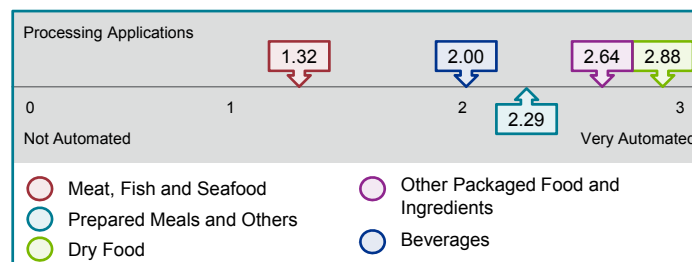 Processing Applications
1.32
2.00
2.64
2.88
0
1
2
3
2.29
Not Automated
Very Automated
Meat, Fish and Seafood
Prepared Meals and Others
Dry Food
Other Packaged Food and
Ingredients
Beverages